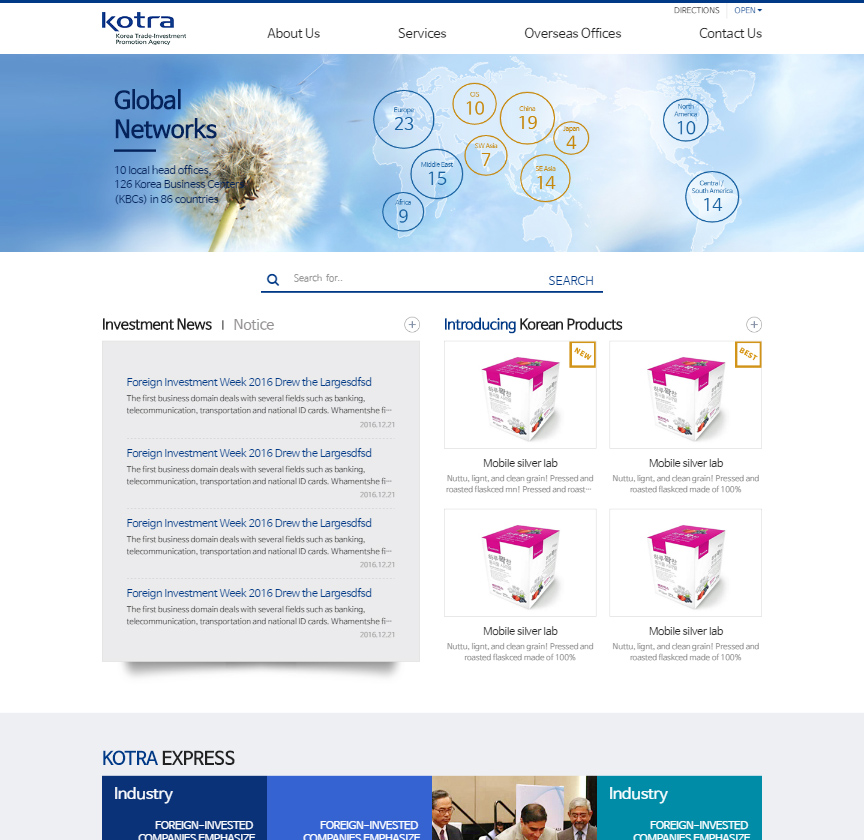 kotra
Korea Trade-Investment
Promotion Agency
DIRECTIONS
OPEN
About Us
Services
Overseas Offices
Contact Us
Global
Networks
10 local head offices,
126 Korea Business Centers
(KBCs) in 86 countries
Europe
23
CIS
10
China
19
Japan
4
SW Asia
7
Middle East
15
SE Asia
14
Africa
9
North
America
10
Central /
South America
14
Search for..
SEARCH
Investment News | Notice
Foreign Investment Week 2016 Drew the Largesdfsd
The first business domain deals with several fields such as banking,
telecommunication, transportation and national ID cards. Whamentshe fi···
2016.12.21
Foreign Investment Week 2016 Drew the Largesdfsd
The first business domain deals with several fields such as banking,
telecommunication, transportation and national ID cards. Whamentshe fi···
2016.12.21
Foreign Investment Week 2016 Drew the Largesdfsd
The first business domain deals with several fields such as banking,
telecommunication, transportation and national ID cards. Whamentshe fi···
2016.12.21
Foreign Investment Week 2016 Drew the Largesdfsd
The first business domain deals with several fields such as banking,
telecommunication, transportation and national ID cards. Whamentshe fi···
2016.12.21
Introducing Korean Products
NEW
Mobile silver lab
Nuttu, lignt, and clean grain! Pressed and
roasted flaskced mn! Pressed and roast···
BEST
Mobile silver lab
Nuttu, lignt, and clean grain! Pressed and
roasted flaskced made of 100%
Mobile silver lab
Nuttu, lignt, and clean grain! Pressed and
roasted flaskced made of 100%
Mobile silver lab
Nuttu, lignt, and clean grain! Pressed and
roasted flaskced made of 100%
KOTRA EXPRESS
Industry
FOREIGN-INVESTED
COMPANIES EMPHASIZE
FOREIGN-INVESTED
COMPANIES EMPHASIZE
Industry
FOREIGN-INVESTED
COMPANIES EMPHASIZE